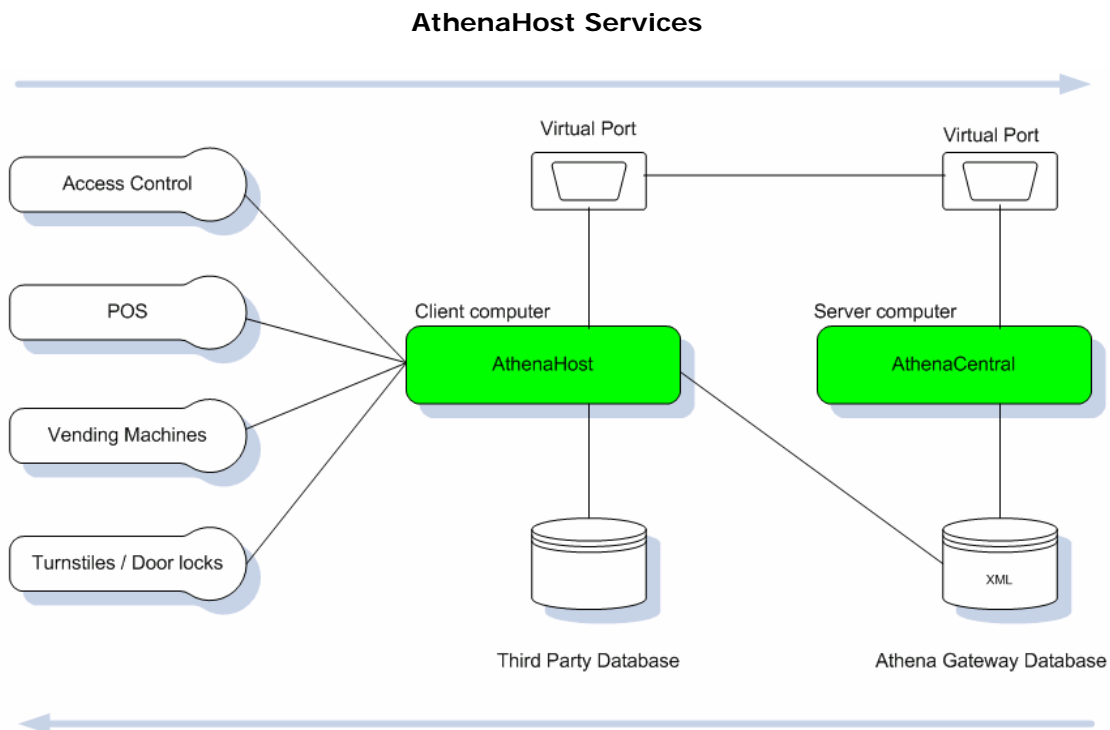 AthenaHost Services
Virtual Port
Virtual Port
Access Control
POS
Client computer
Server computer
AthenaHost
AthenaCentral
Vending Machines
Turnstiles / Door locks
XML
Third Party Database
Athena Gateway Database